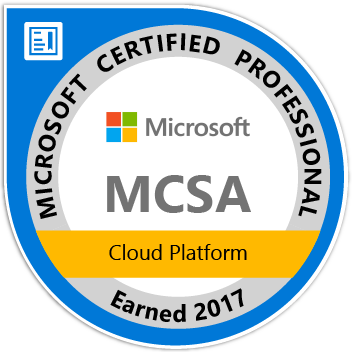 MICROSOFT CERTIFIED PROFESSIONAL
Microsoft
MCSA
Cloud Platform
Earned 2017